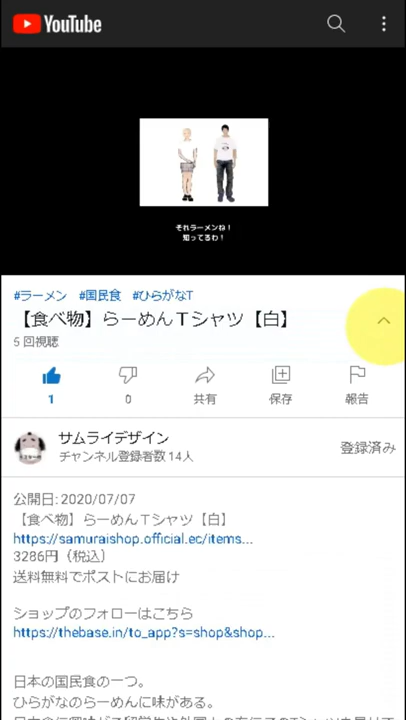 YouTube
それラーメンね！
知ってるわ！
#ラーメン #国民食 #ひらがなT
【食べ物】らーめんＴシャツ【白】
5 回視聴
1
0
共有
保存
報告
サムライデザイン
チャンネル登録者数 14人
登録済み
公開日: 2020/07/07
【食べ物】らーめんＴシャツ【白】
https://samuraishop.official.ec/items...
3286円（税込）
送料無料でポストにお届け
ショップのフォローはこちら
https://thebase.in/to_app?s=shop&shop...
日本の国民食の一つ。
ひらがなのらーめんに味がある。